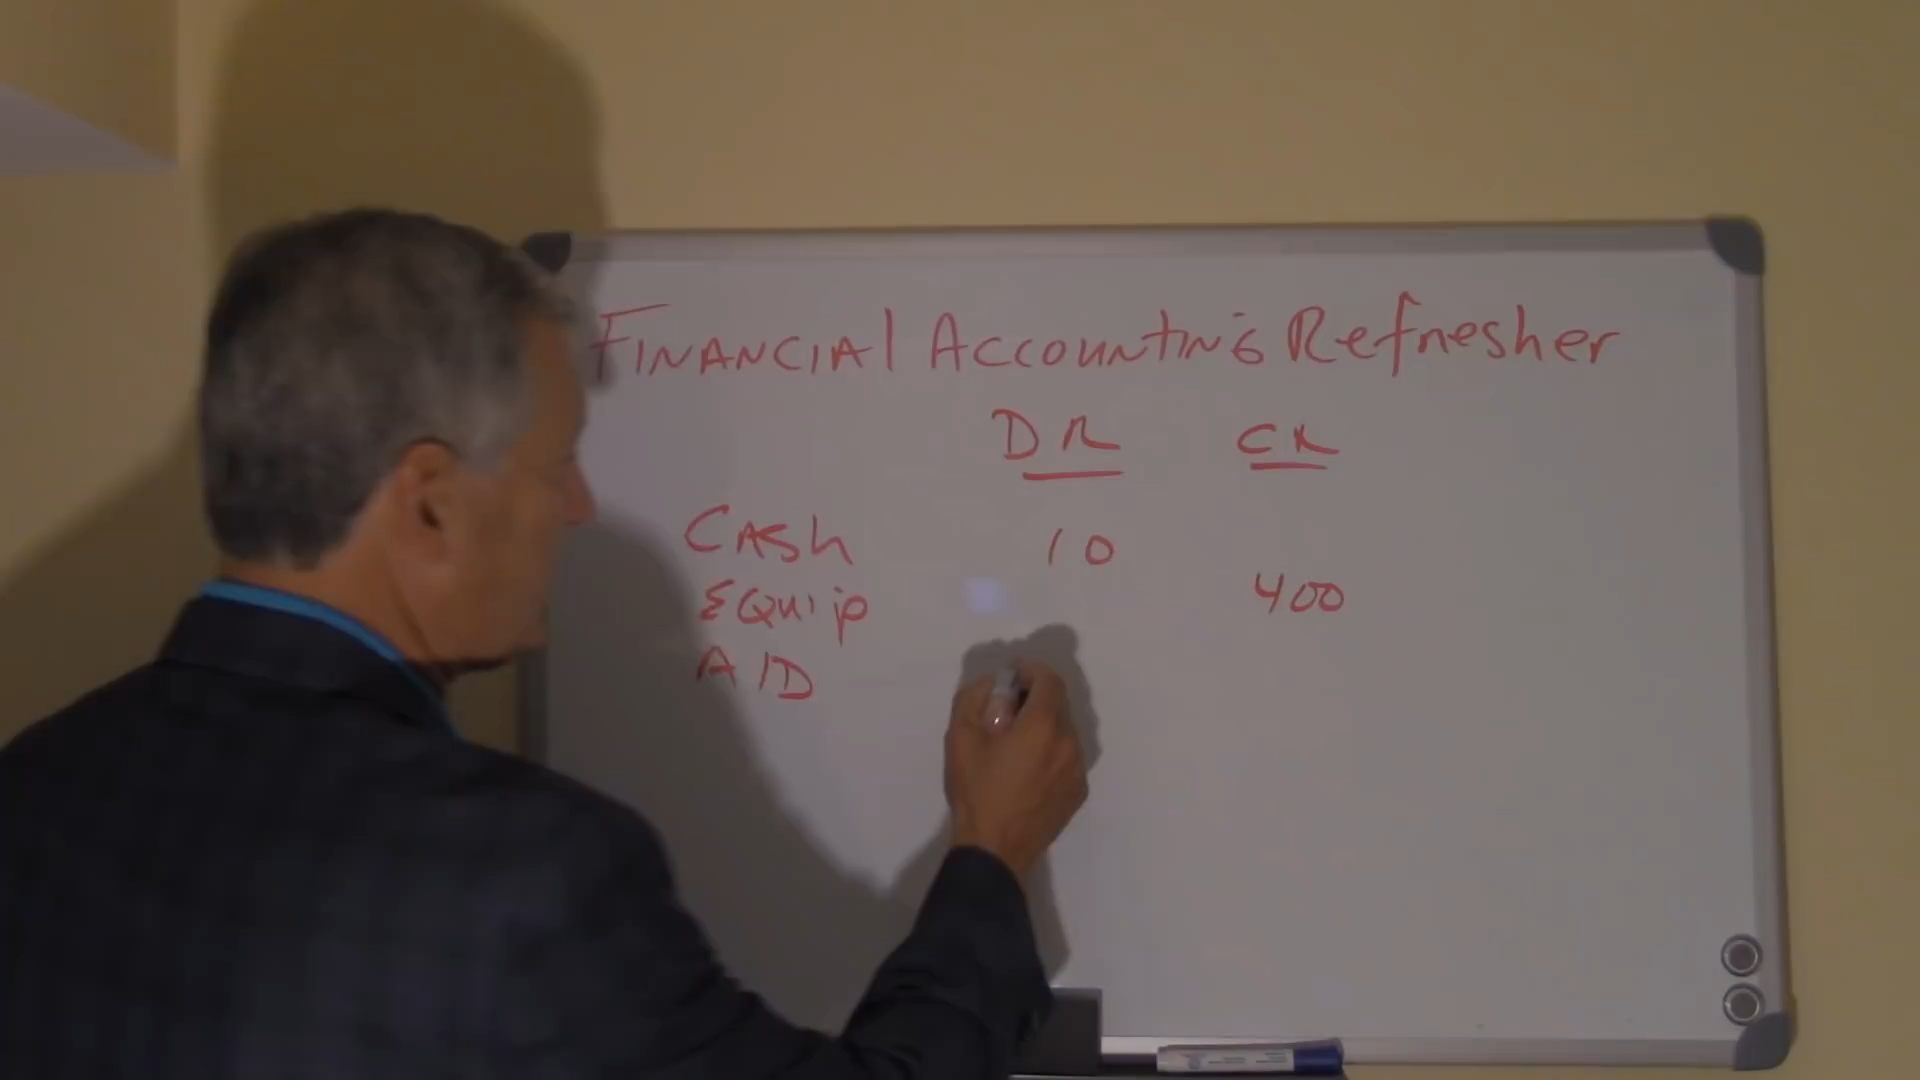 FINANCIAL ACCOUNTING Refresher
DR CR
CASh 10
EQuip 400
A/D